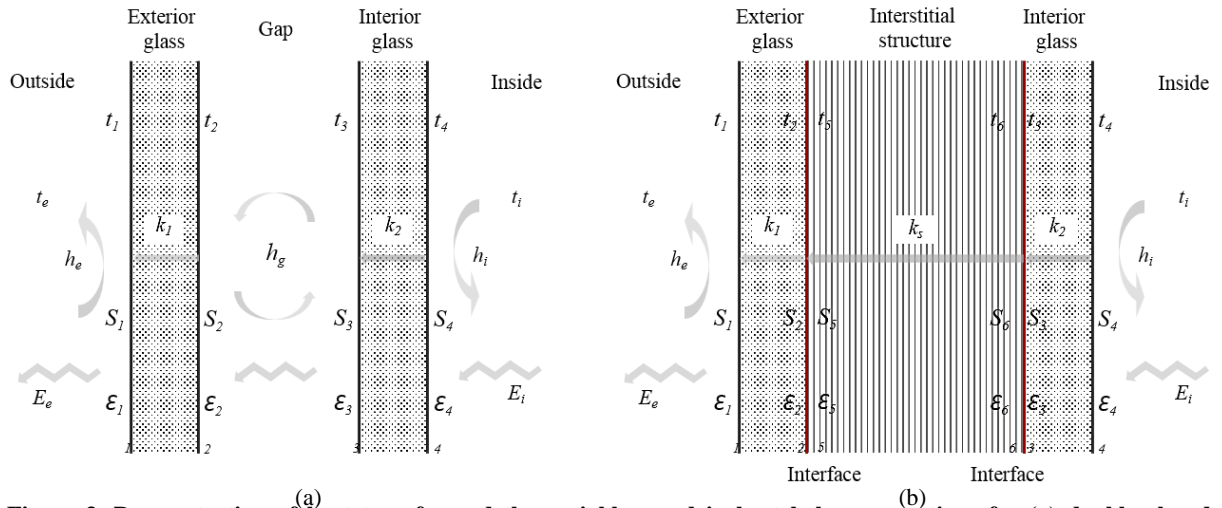 Exterior
glass
Gap
Interior
glass
Outside
Inside
t1
t2
t3
t4
te
ti
k1
k2
he
hg
hi
S1
S2
S3
S4
Ee
Ei
ε1
ε2
ε3
ε4
1
2
3
4
(a)
Exterior
glass
Interstitial
structure
Interior
glass
Outside
Inside
t1
t2
t5
t6
t3
t4
te
ti
k1
ks
k2
he
hi
S1
S2
S5
S6
S3
S4
Ee
Ei
ε1
ε2
ε5
ε6
ε3
ε4
1
2
5
6
3
4
Interface
Interface
(b)